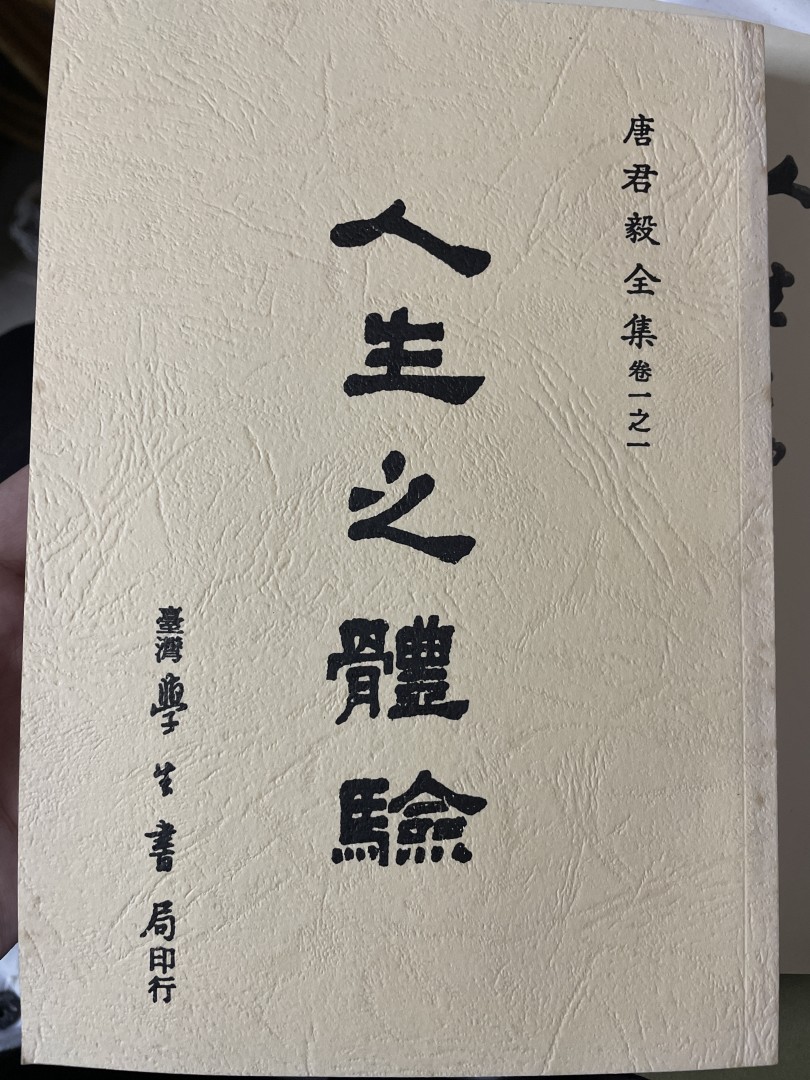 唐君毅全集卷一之一
人生之體驗
臺灣學生書局印行